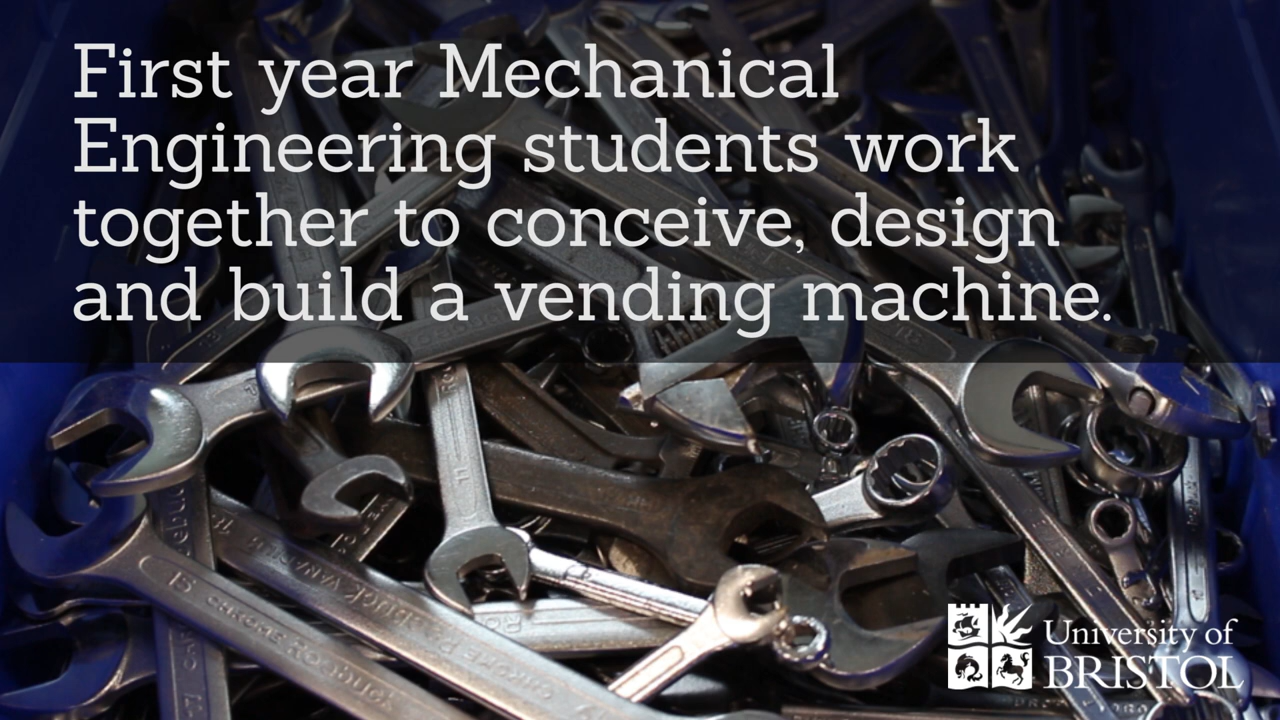 First year Mechanical
Engineering students work
together to conceive, design
and build a vending machine.
University of
BRISTOL